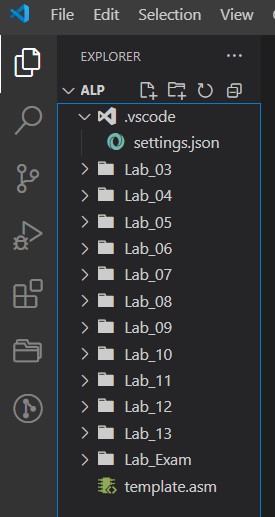 File Edit Selection View
EXPLORER ...
ALP
.vscode
settings.json
Lab_03
Lab_04
Lab_05
Lab_06
Lab_07
Lab_08
Lab_09
Lab_10
Lab_11
Lab_12
Lab_13
Lab_Exam
template.asm